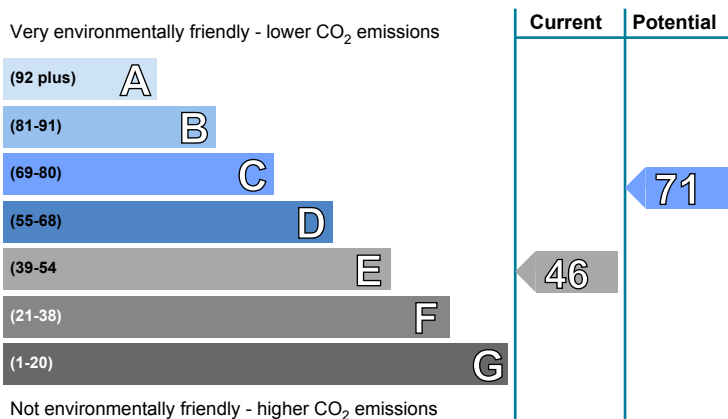 Current Potential
Very environmentally friendly - lower CO2 emissions
(92 plus) A
(81-91) B
(69-80) C
71
(55-68) D
(39-54 E
46
(21-38) F
(1-20) G
Not environmentally friendly - higher CO2 emissions